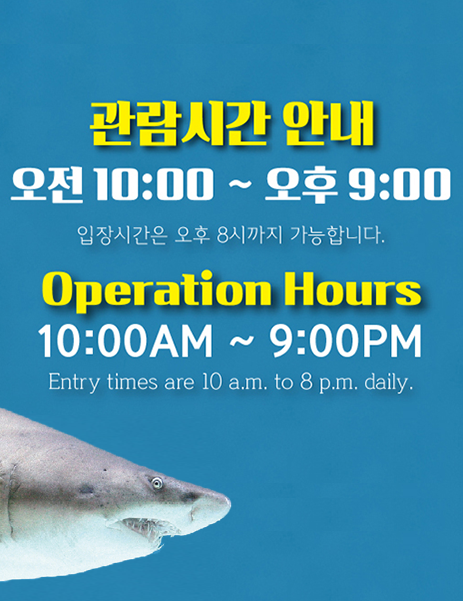 관람시간 안내
오전 10:00 ~ 오후 9:00
입장시간은 오후 8시까지 가능합니다.
Operation Hours
10:00AM ~ 9:00PM
Entry times are 10 a.m. to 8 p.m. daily.